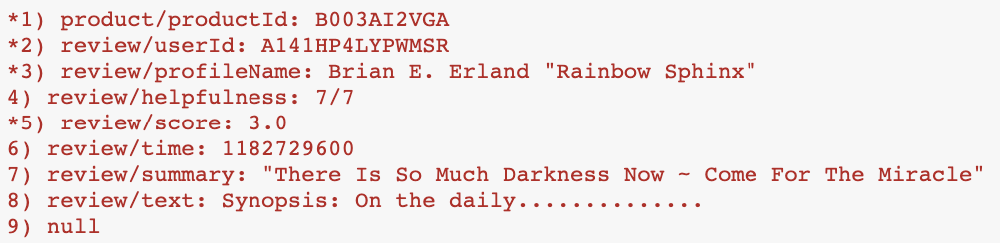 *1) product/productId: B003AI2VGA
*2) review/userId: A141HP4LYPWMSR
*3) review/profileName: Brian E. Erland "Rainbow Sphinx"
4) review/helpfulness: 7/7
*5) review/score: 3.0
6) review/time: 1182729600
7) review/summary: "There Is So Much Darkness Now ~ Come For The Miracle"
8) review/text: Synopsis: On the daily..............
9) null